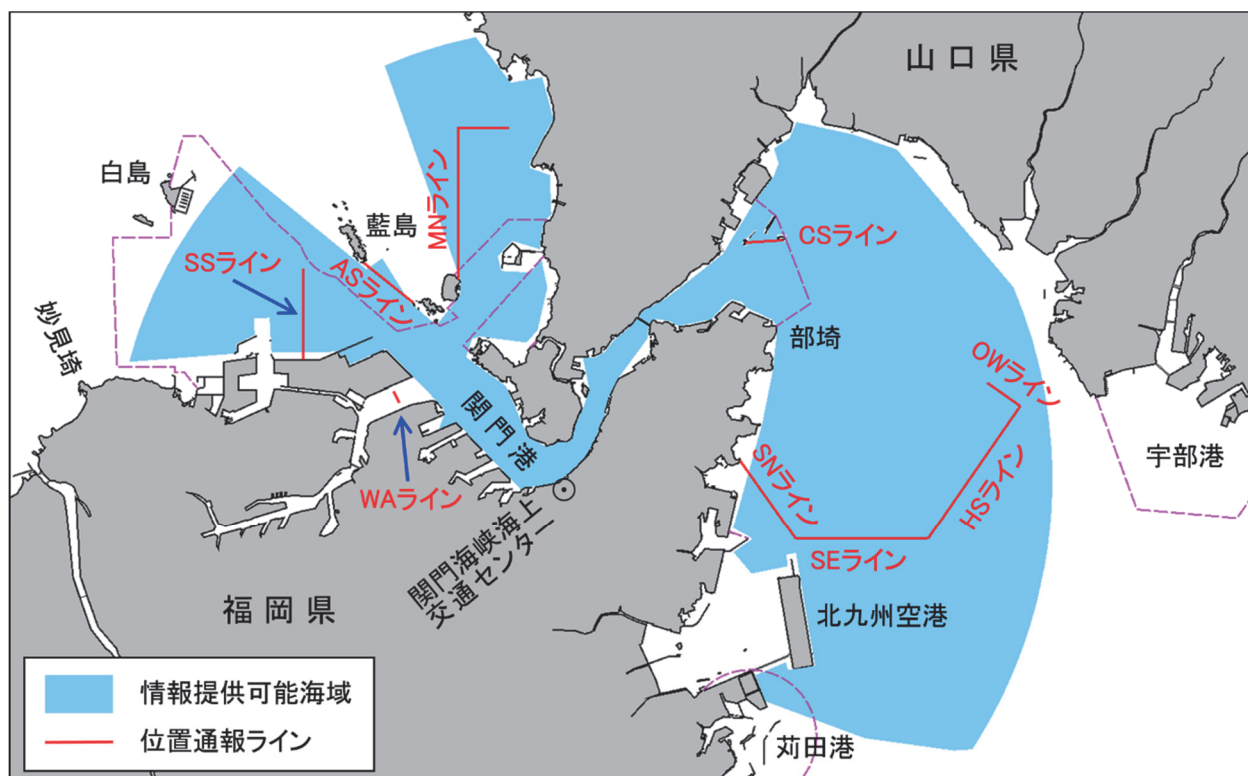 山口県
白島
藍島
MNライン
CSライン
SSライン
ASライン
妙見埼
部埼
OWライン
関門港
宇部港
SNライン
HSライン
WAライン
SEライン
関門海峡海上
交通センター
福岡県
北九州空港
情報提供可能海域
位置通報ライン
苅田港